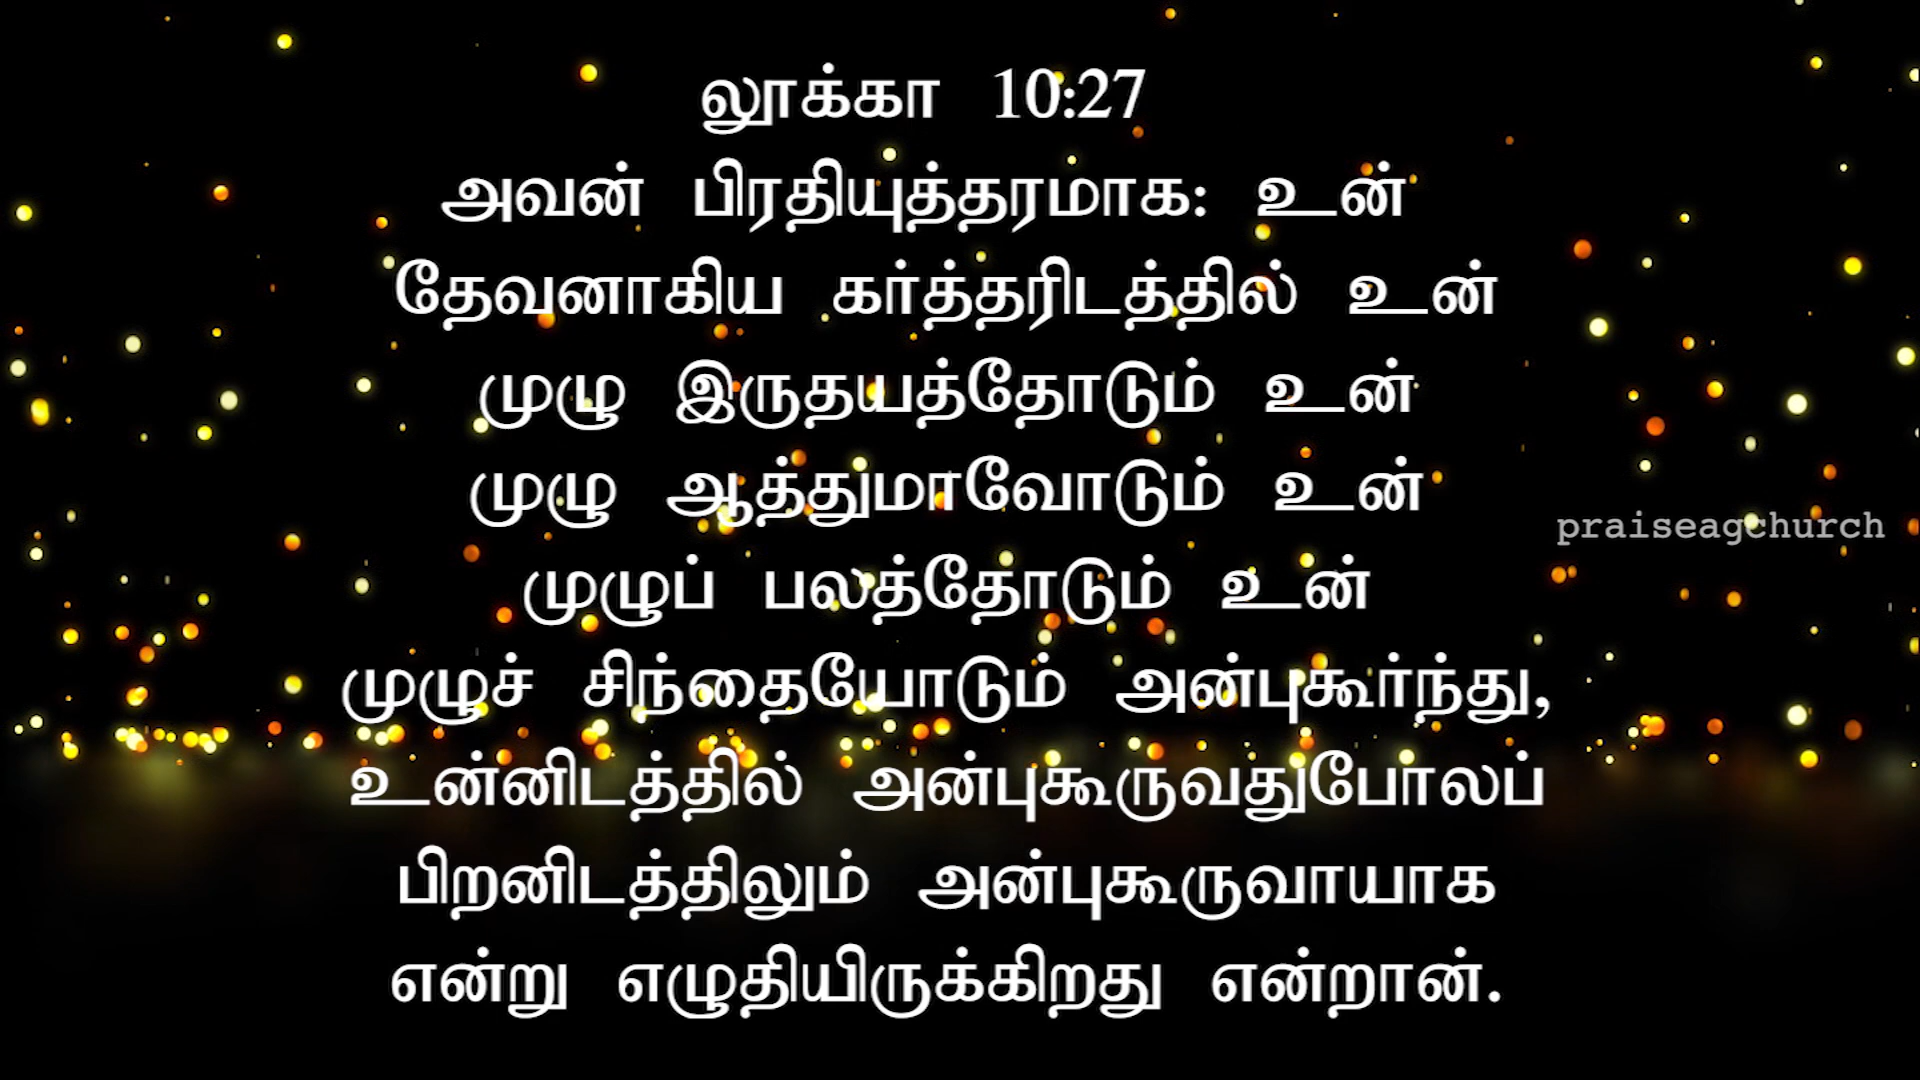 லூக்கா 10:27
அவன் பிரதியுத்தரமாக: உன்
தேவனாகிய கர்த்தரிடத்தில் உன்
முழு இருதயத்தோடும் உன்
முழு ஆத்துமாவோடும் உன்
praiseagchurch
முழுப் பலத்தோடும் உன்
முழுச் சிந்தையோடும் அன்புகூர்ந்து,
உன்னிடத்தில் அன்புகூருவதுபோலப்
பிறனிடத்திலும் அன்புகூருவாயாக
என்று எழுதியிருக்கிறது என்றான்.